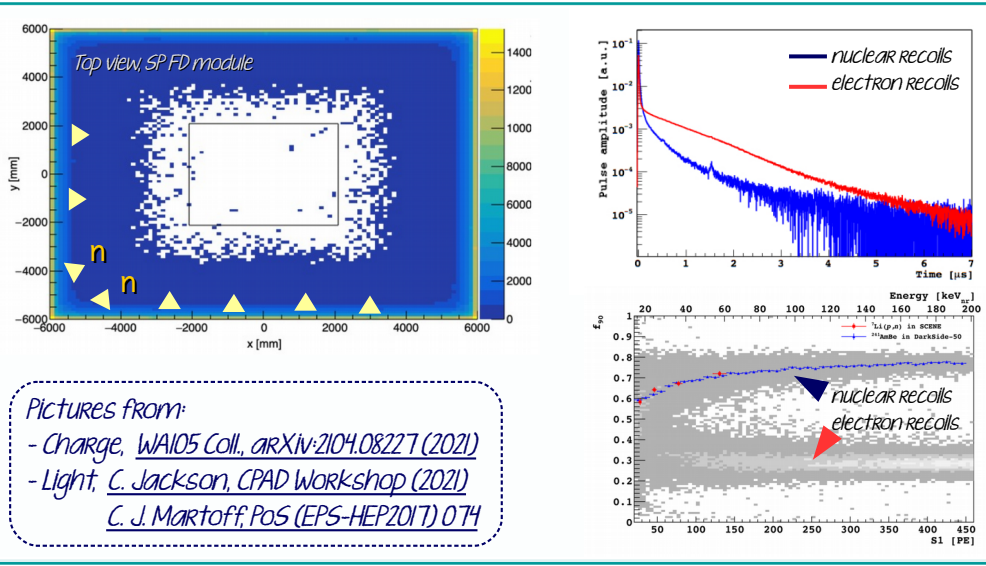 6000
4000
2000
0
−2000
−4000
−6000
y [mm]
Top view, SP FD module
n
n
−6000 −4000 −2000 0 2000 4000 6000
x [mm]
1400
1200
1000
8000
6000
4000
2000
0
Pictures from:
- Charge, WA105 Coll., arXiv:2104.08227 (2021)
- Light, C. Jackson, CPAD Workshop (2021)
C. J. Martoff, PoS (EPS-HEP2017) 074
Pulse amplitude [a.u.]
10⁻¹
10⁻²
10⁻³
10⁻⁴
10⁻⁵
nuclear recoils
electron recoils
0 1 2 3 4 5 6 7
Time [μs]
Energy [keVnr]
20 40 60 80 100 120 140 160 180 200
f90
1
0.9
0.8
0.7
0.6
0.5
0.4
0.3
0.2
0.1
0
⁷Li(p,n) in SCENE
²⁴¹AmBe in DarkSide-50
nuclear recoils
electron recoils
50 100 150 200 250 300 350 400 450
S1 [PE]